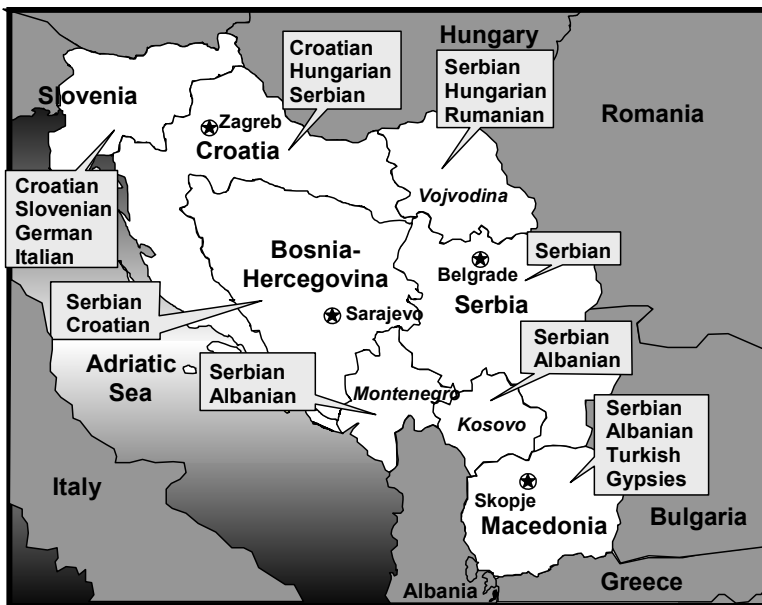 Croatian
Hungarian
Serbian
Hungary
Serbian
Hungarian
Rumanian
Romania
Slovenia
Zagreb
Croatia
Vojvodina
Croatian
Slovenian
German
Italian
Bosnia-
Hercegovina
Sarajevo
Belgrade
Serbia
Serbian
Serbian
Croatian
Adriatic
Sea
Serbian
Albanian
Montenegro
Serbian
Albanian
Kosovo
Serbian
Albanian
Turkish
Gypsies
Italy
Skopje
Macedonia
Bulgaria
Albania
Greece